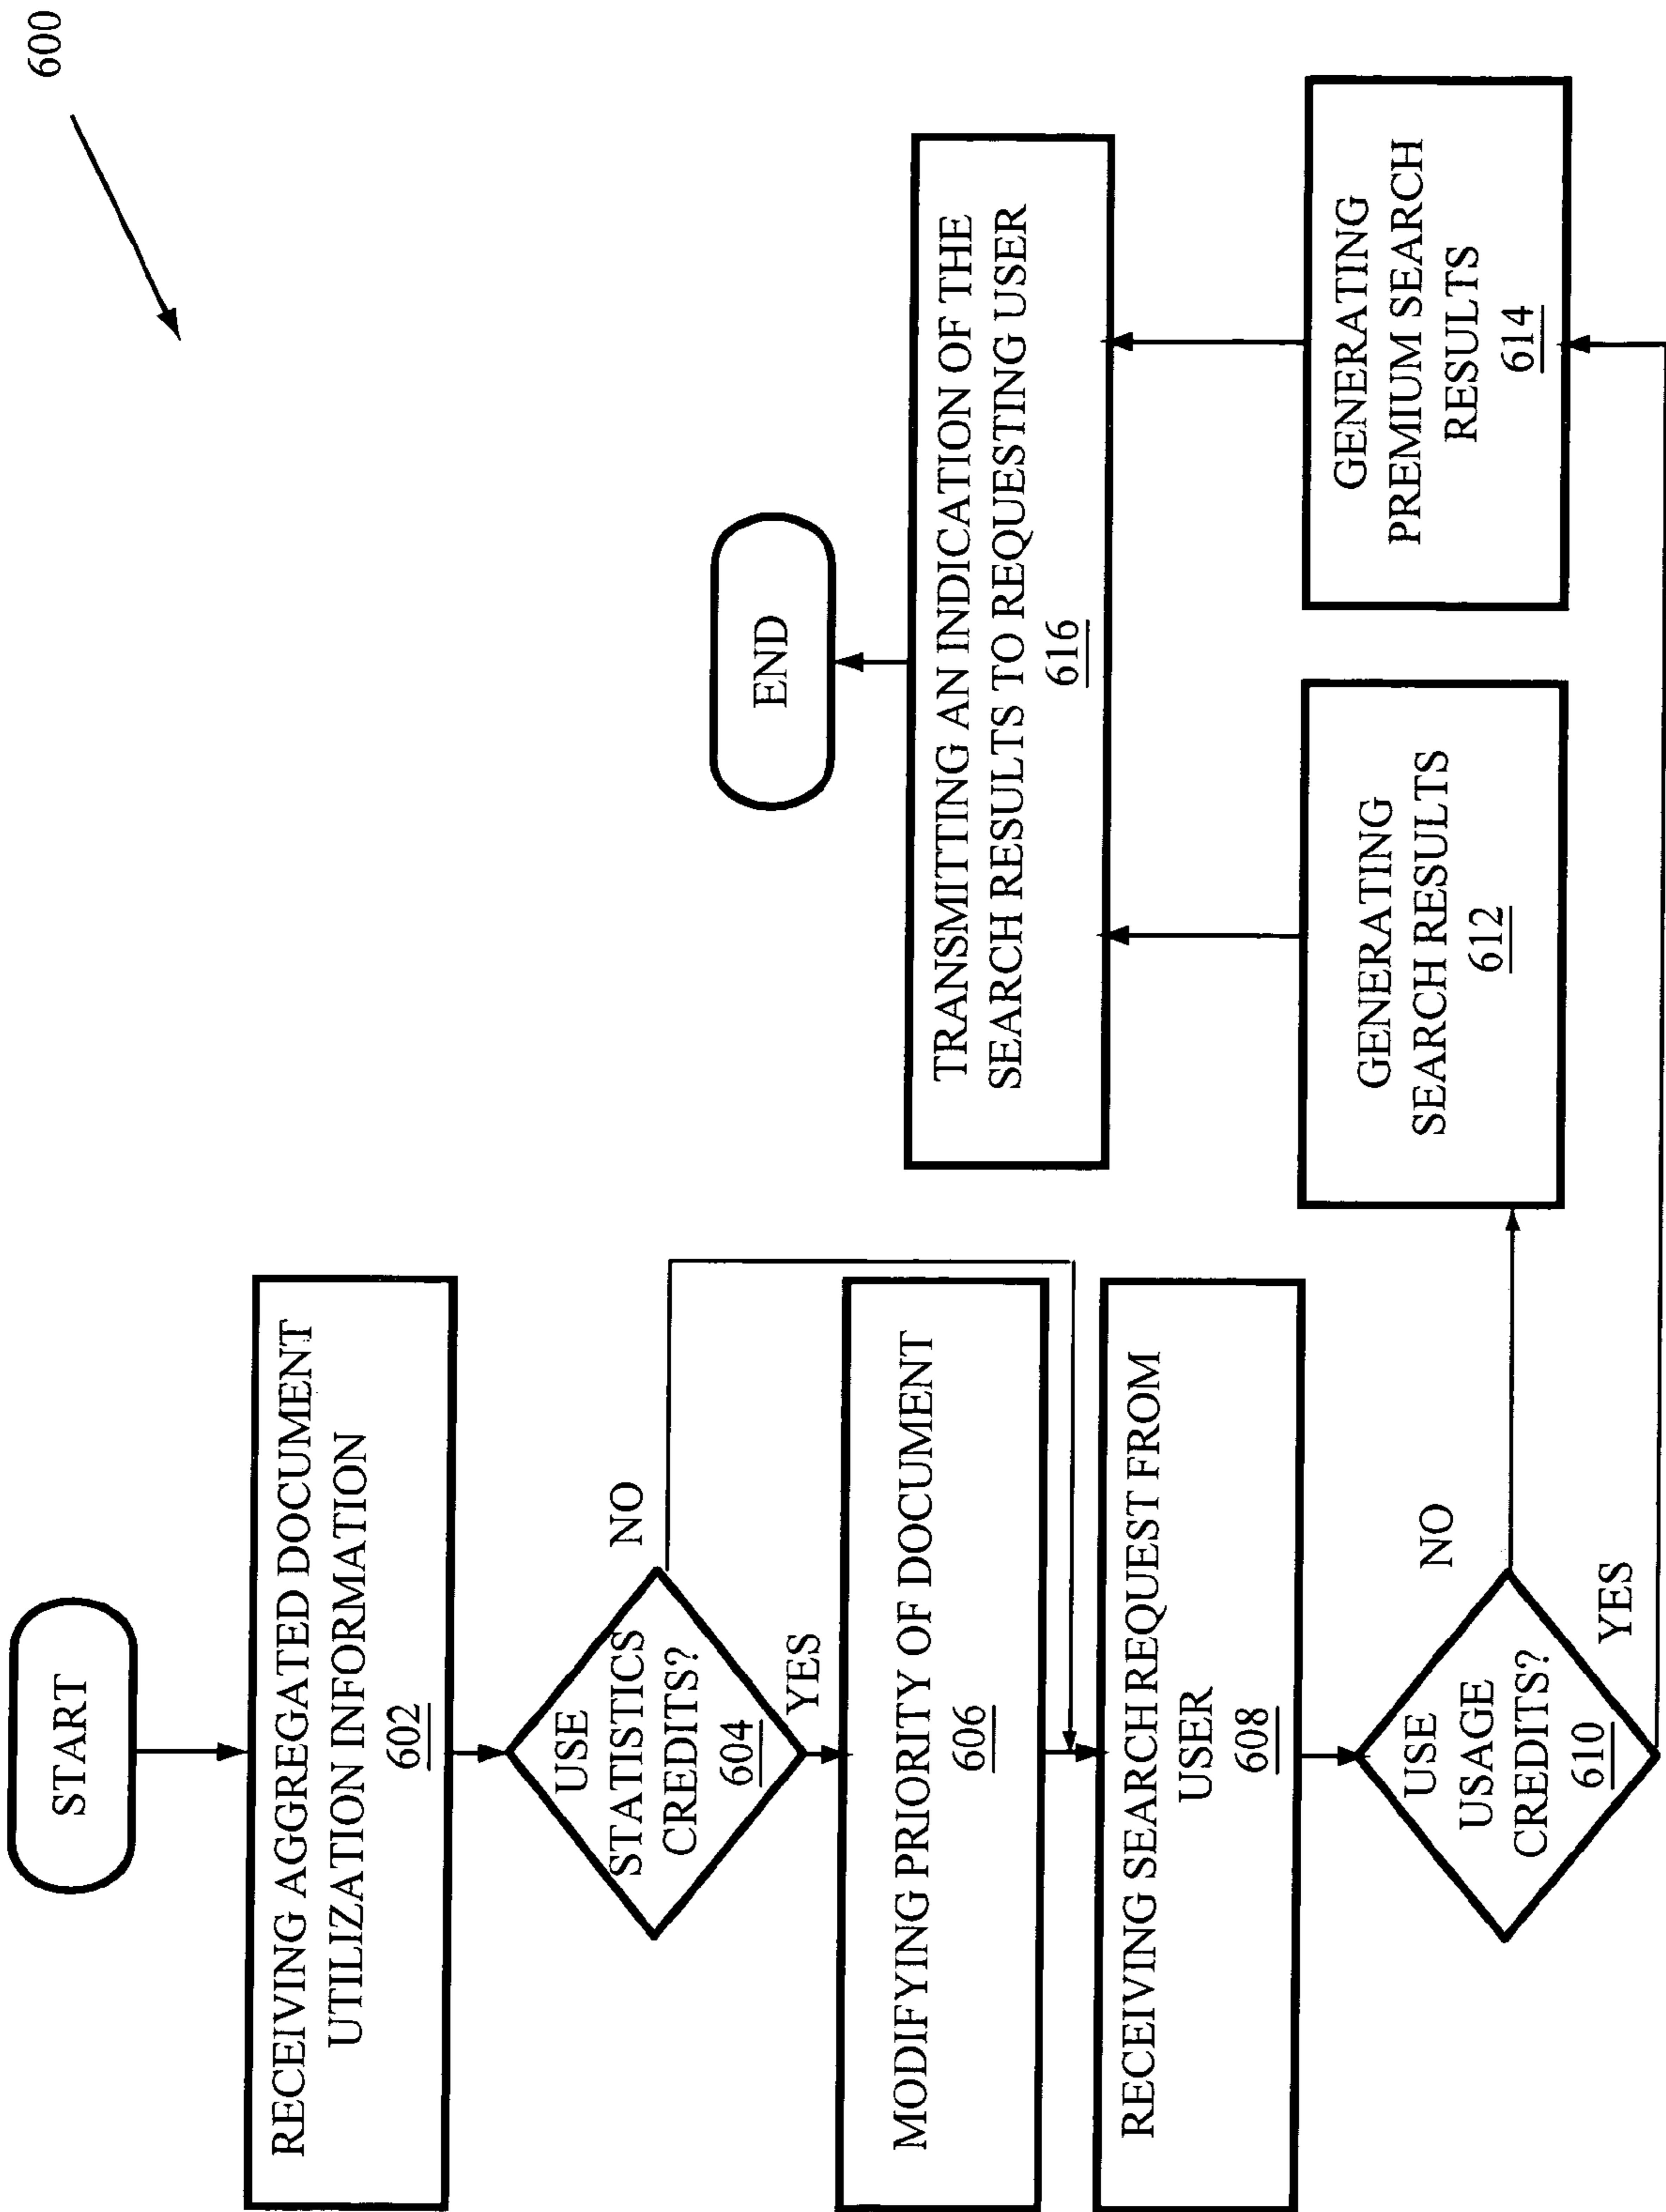 600
START
RECEIVING AGGREGATED DOCUMENT
UTILIZATION INFORMATION
602
USE
STATISTICS
CREDITS?
604
NO
YES
MODIFYING PRIORITY OF DOCUMENT
606
RECEIVING SEARCH REQUEST FROM
USER
608
USE
USAGE
CREDITS?
610
NO
YES
GENERATING
SEARCH RESULTS
612
GENERATING
PREMIUM SEARCH
RESULTS
614
TRANSMITTING AN INDICATION OF THE
SEARCH RESULTS TO REQUESTING USER
616
END